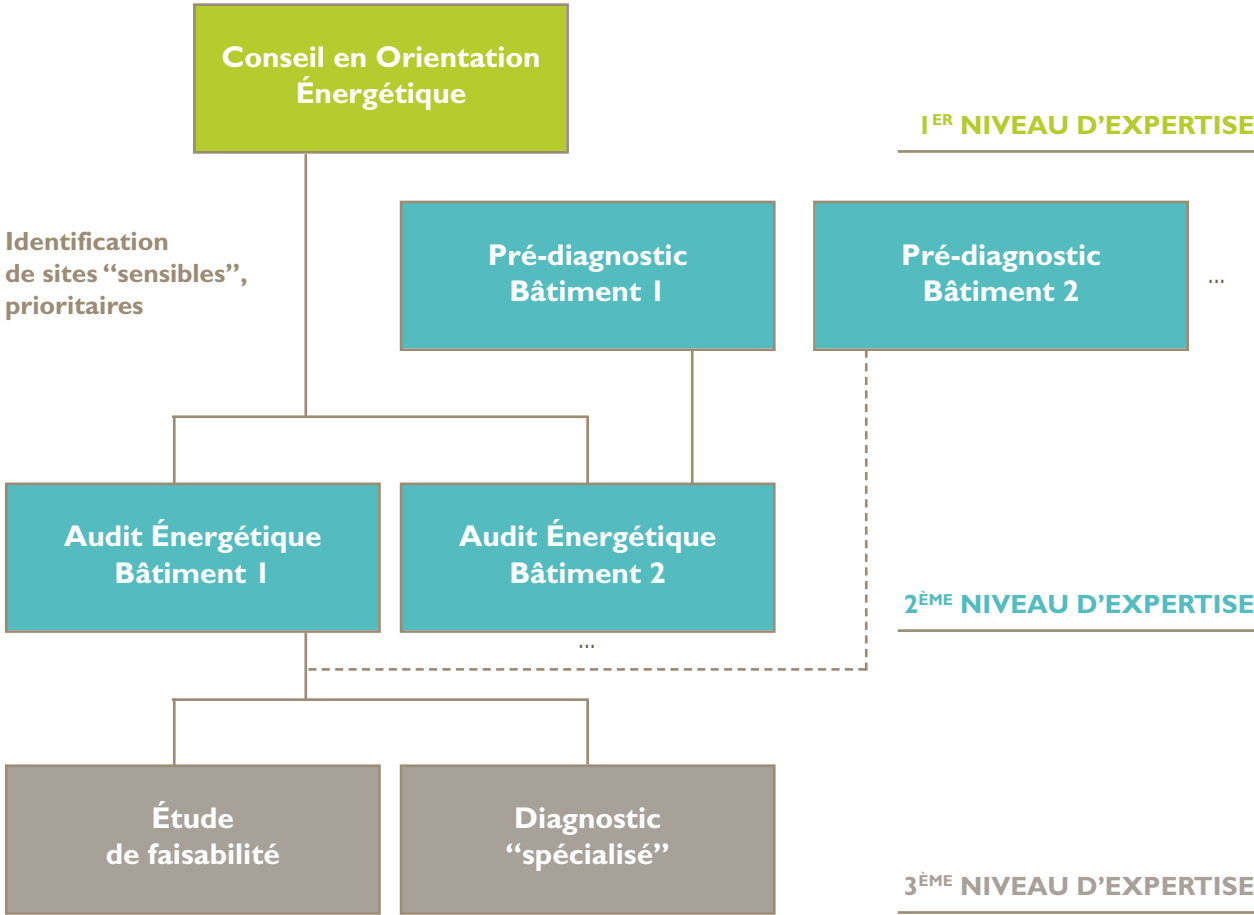 Conseil en Orientation
Énergétique
1ER NIVEAU D’EXPERTISE
Identification
de sites “sensibles”,
prioritaires
Pré-diagnostic
Bâtiment 1
Pré-diagnostic
Bâtiment 2
...
Audit Énergétique
Bâtiment 1
Audit Énergétique
Bâtiment 2
...
2ÈME NIVEAU D’EXPERTISE
Étude
de faisabilité
Diagnostic
“spécialisé”
3ÈME NIVEAU D’EXPERTISE